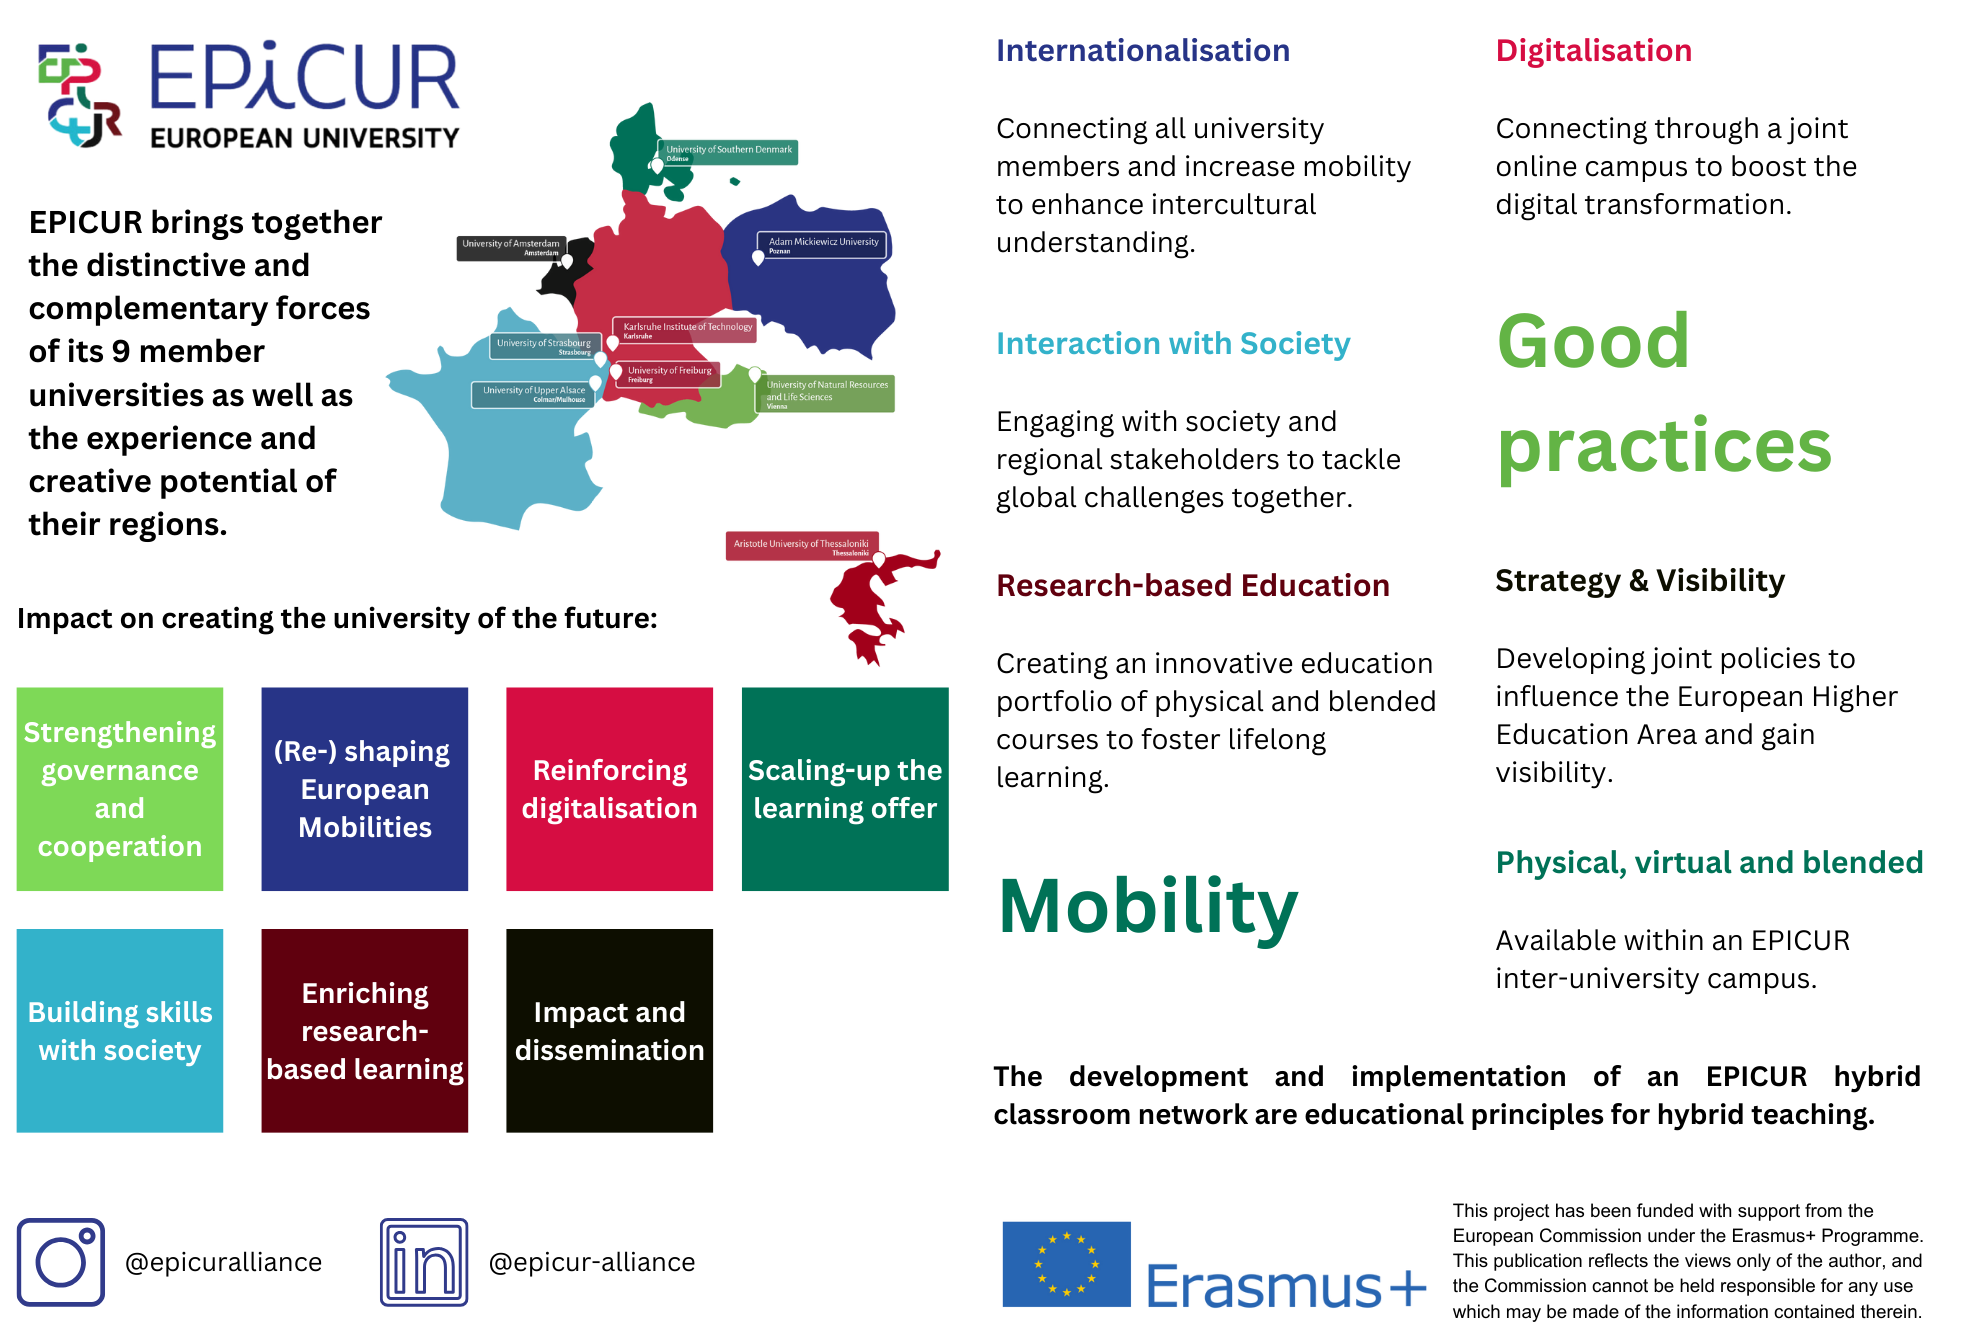 EPiCUR
EUROPEAN UNIVERSITY
EPICUR brings together
the distinctive and
complementary forces
of its 9 member
universities as well as
the experience and
creative potential of
their regions.
University of Southern Denmark
Odense
University of Amsterdam
Amsterdam
Adam Mickiewicz University
Poznan
Karlsruhe Institute of Technology
Karlsruhe
University of Strasbourg
Strasbourg
University of Freiburg
Freiburg
University of Upper Alsace
Colmar/Mulhouse
University of Natural Resources
and Life Sciences
Vienna
Aristotle University of Thessaloniki
Thessaloniki
Impact on creating the university of the future:
Strengthening
governance
and
cooperation
(Re-) shaping
European
Mobilities
Reinforcing
digitalisation
Scaling-up the
learning offer
Building skills
with society
Enriching
research-
based learning
Impact and
dissemination
@epicuralliance
in
@epicur-alliance
Internationalisation
Connecting all university
members and increase mobility
to enhance intercultural
understanding.
Interaction with Society
Engaging with society and
regional stakeholders to tackle
global challenges together.
Research-based Education
Creating an innovative education
portfolio of physical and blended
courses to foster lifelong
learning.
Mobility
Digitalisation
Connecting through a joint
online campus to boost the
digital transformation.
Good
practices
Strategy & Visibility
Developing joint policies to
influence the European Higher
Education Area and gain
visibility.
Physical, virtual and blended
Available within an EPICUR
inter-university campus.
The development and implementation of an EPICUR hybrid
classroom network are educational principles for hybrid teaching.
Erasmus+
This project has been funded with support from the
European Commission under the Erasmus+ Programme.
This publication reflects the views only of the author, and
the Commission cannot be held responsible for any use
which may be made of the information contained therein.